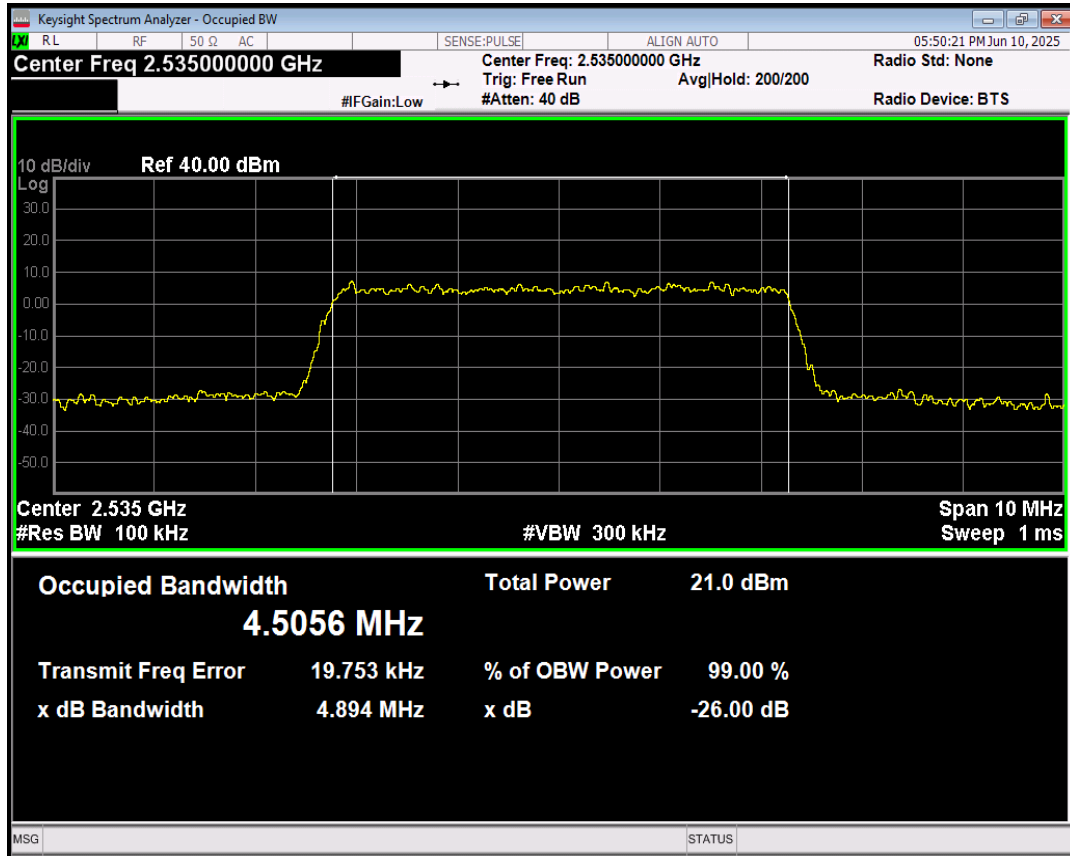 Keysight Spectrum Analyzer - Occupied BW
LXI RL RF 50 Ω AC SENSE:PULSE ALIGN AUTO 05:50:21 PM Jun 10, 2025
Center Freq 2.535000000 GHz Center Freq: 2.535000000 GHz Radio Std: None
Trig: Free Run Avg|Hold: 200/200
#IFGain:Low #Atten: 40 dB Radio Device: BTS
10 dB/div Ref 40.00 dBm
Log
30.0
20.0
10.0
0.00
-10.0
-20.0
-30.0
-40.0
-50.0
Center 2.535 GHz Span 10 MHz
#Res BW 100 kHz #VBW 300 kHz Sweep 1 ms
Occupied Bandwidth Total Power 21.0 dBm
4.5056 MHz
Transmit Freq Error 19.753 kHz % of OBW Power 99.00 %
x dB Bandwidth 4.894 MHz x dB -26.00 dB
MSG STATUS